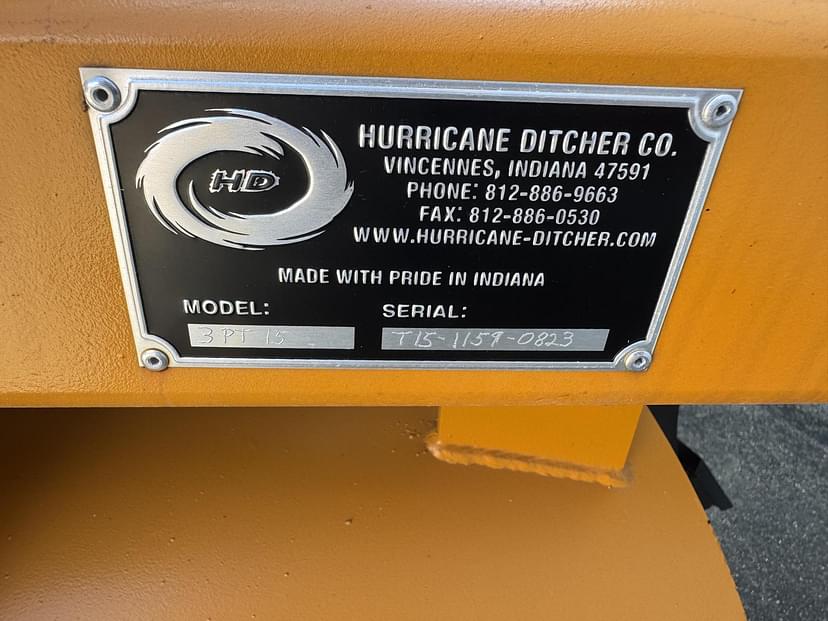 HD
HURRICANE DITCHER CO.
VINCENNES, INDIANA 47591
PHONE: 812-886-9663
FAX: 812-886-0530
WWW.HURRICANE-DITCHER.COM
MADE WITH PRIDE IN INDIANA
MODEL: SERIAL:
3PT 15 T15-1159-0823